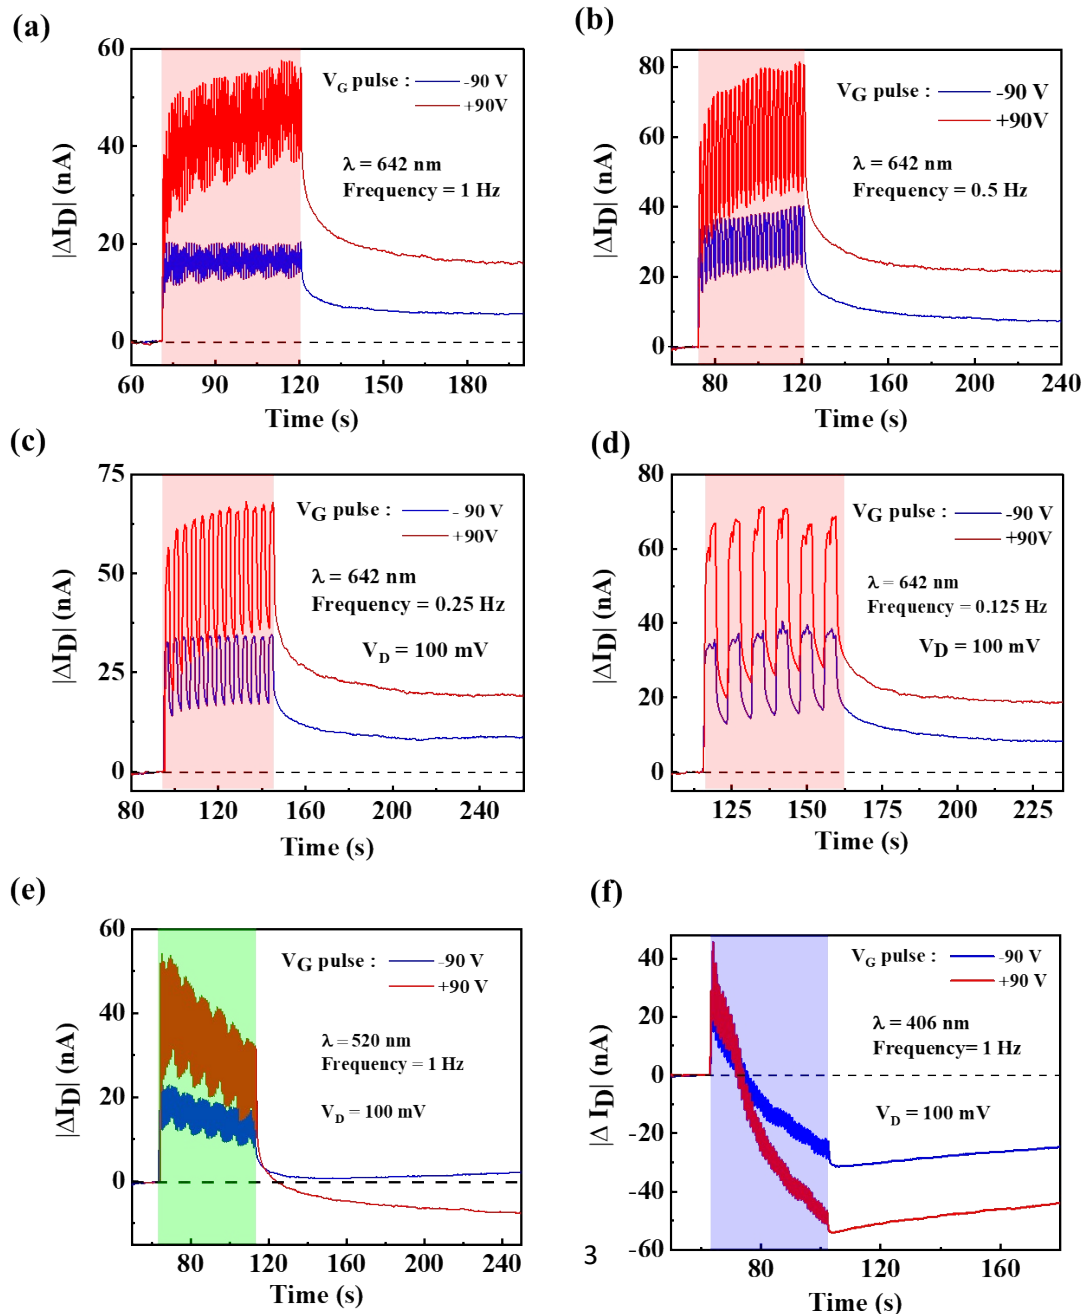 (a)
60
40
20
0
|ΔI_D| (nA)
V_G pulse :
-90 V
+90V
λ = 642 nm
Frequency = 1 Hz
60 90 120 150 180
Time (s)
(b)
80
60
40
20
0
|ΔI_D| (nA)
VG pulse :
-90 V
+90V
λ = 642 nm
Frequency = 0.5 Hz
80 120 160 200 240
Time (s)
(c)
75
50
25
0
|ΔI_D| (nA)
VG pulse :
- 90 V
+90V
λ = 642 nm
Frequency = 0.25 Hz
V_D = 100 mV
80 120 160 200 240
Time (s)
(d)
80
60
40
20
0
|ΔI_D| (nA)
VG pulse :
-90 V
+90V
λ = 642 nm
Frequency = 0.125 Hz
VD = 100 mV
125 150 175 200 225
Time (s)
(e)
60
40
20
0
|ΔI_D| (nA)
VG pulse :
-90 V
+90 V
λ = 520 nm
Frequency = 1 Hz
V_D = 100 mV
80 120 160 200 240
Time (s)
(f)
40
20
0
-20
-40
-60
|Δ I_D| (nA)
V_G pulse :
-90 V
+90 V
λ = 406 nm
Frequency= 1 Hz
V_D = 100 mV
80 120 160
Time (s)
3